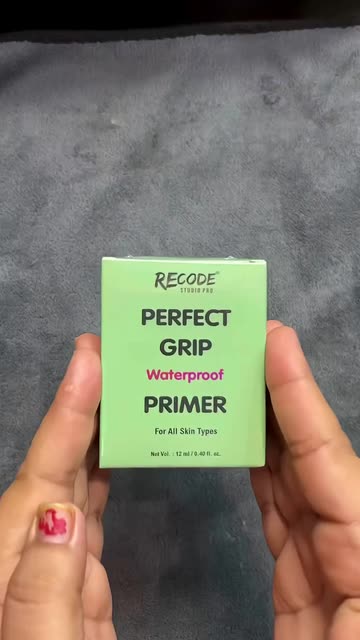 RECODE®
STUDIO PRO
PERFECT
GRIP
Waterproof
PRIMER
For All Skin Types
Net Vol. : 12 ml / 0.40 fl. oz.